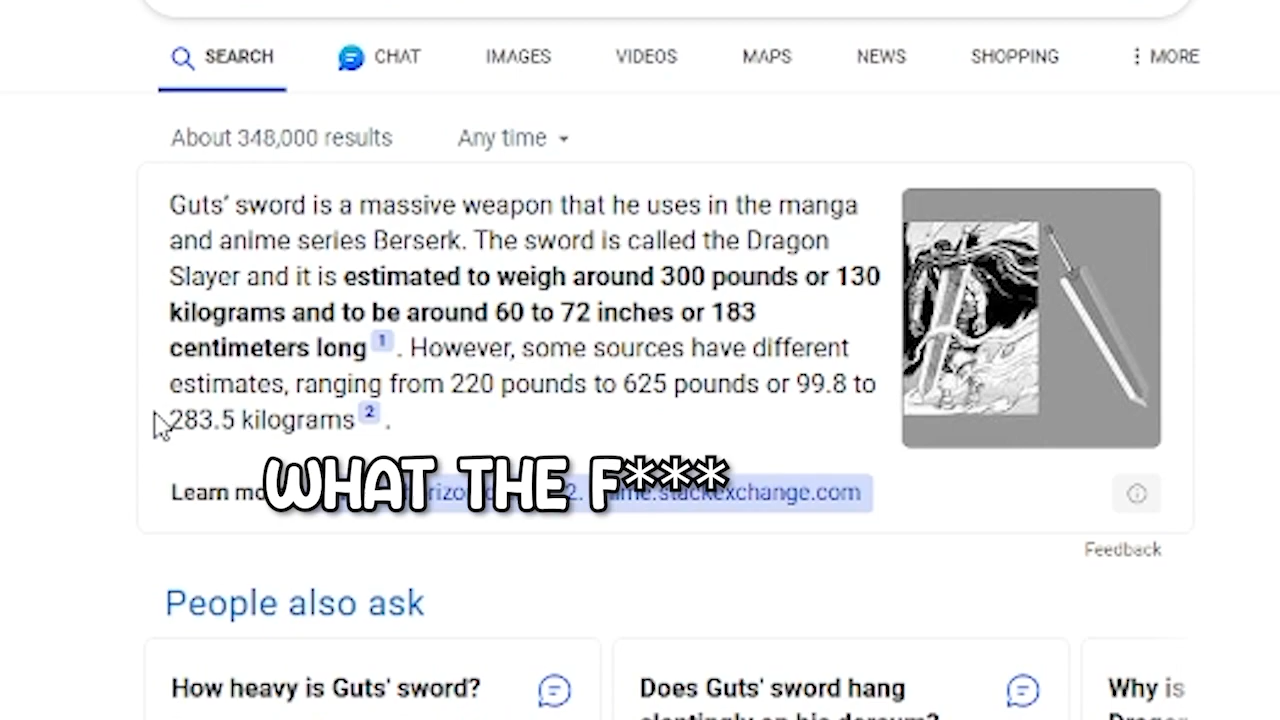 SEARCH CHAT IMAGES VIDEOS MAPS NEWS SHOPPING MORE
About 348,000 results Any time
Guts' sword is a massive weapon that he uses in the manga
and anime series Berserk. The sword is called the Dragon
Slayer and it is estimated to weigh around 300 pounds or 130
kilograms and to be around 60 to 72 inches or 183
centimeters long 1 . However, some sources have different
estimates, ranging from 220 pounds to 625 pounds or 99.8 to
283.5 kilograms 2 .
WHAT THE F***
Learn 2. stackexchange.com
Feedback
People also ask
How heavy is Guts' sword? Does Guts' sword hang Why is